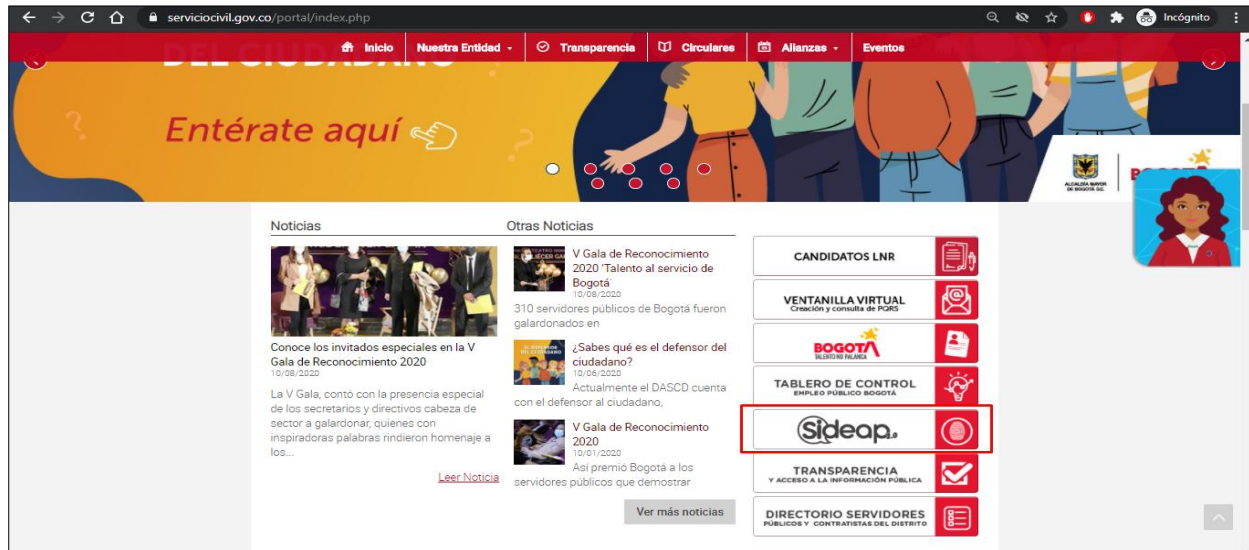 serviciocivil.gov.co/portal/index.php
Incógnito
Inicio
Nuestra Entidad
Transparencia
Circulares
Alianzas
Eventos
DEL CIUDADANO
Entérate aquí
ALCALDÍA MAYOR
DE BOGOTÁ D.C.
Noticias
Conoce los invitados especiales en la V
Gala de Reconocimiento 2020
10/08/2020
La V Gala, contó con la presencia especial
de los secretarios y directivos cabeza de
sector a galardonar, quienes con
inspiradoras palabras rindieron homenaje a
los...
Leer Noticia
Otras Noticias
V Gala de Reconocimiento
2020 'Talento al servicio de
Bogotá'
10/08/2020
310 servidores públicos de Bogotá fueron
galardonados en
¿Sabes qué es el defensor del
ciudadano?
10/06/2020
Actualmente el DASCD cuenta
con el defensor al ciudadano,
V Gala de Reconocimiento
2020
10/01/2020
Así premió Bogotá a los
servidores públicos que demostrar
Ver más noticias
CANDIDATOS LNR
VENTANILLA VIRTUAL
Creación y consulta de PQRS
BOGOTÁ
TALENTO NO PALANCA
TABLERO DE CONTROL
EMPLEO PÚBLICO BOGOTÁ
Sideap
TRANSPARENCIA
Y ACCESO A LA INFORMACIÓN PÚBLICA
DIRECTORIO SERVIDORES
PÚBLICOS Y CONTRATISTAS DEL DISTRITO